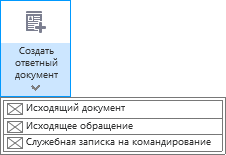 Создать
ответный
документ
Исходящий документ
Исходящее обращение
Служебная записка на командирование